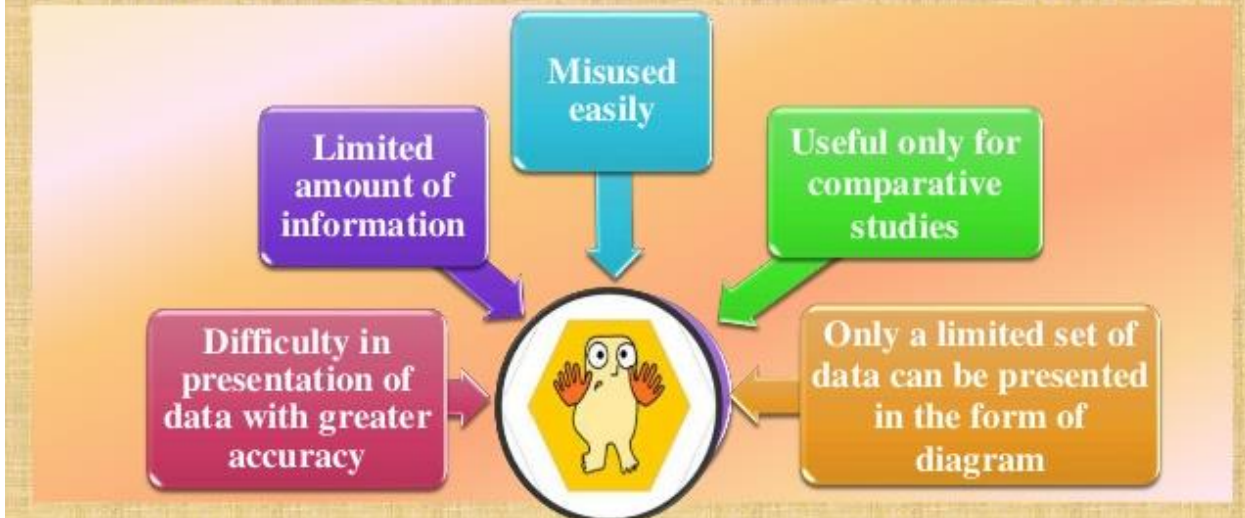 Misused
easily
Limited
amount of
information
Useful only for
comparative
studies
Difficulty in
presentation of
data with greater
accuracy
Only a limited set of
data can be presented
in the form of
diagram